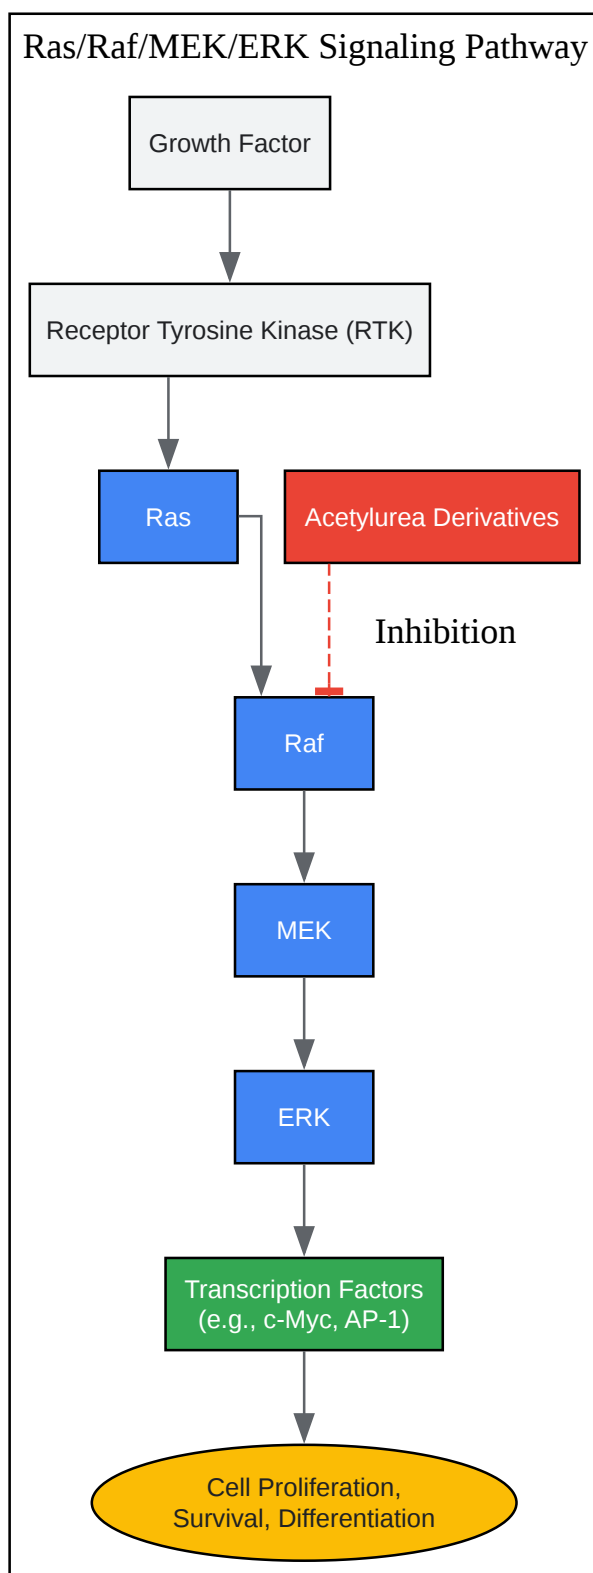 Ras/Raf/MEK/ERK Signaling Pathway
Growth Factor
Receptor Tyrosine Kinase (RTK)
Ras
Acetylurea Derivatives
Inhibition
Raf
MEK
ERK
Transcription Factors
(e.g., c-Myc, AP-1)
Cell Proliferation,
Survival, Differentiation